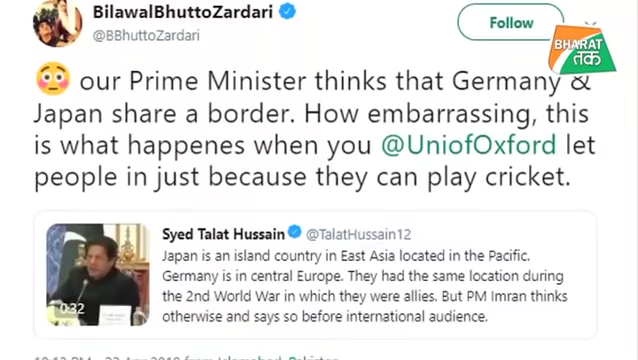 BilawalBhuttoZardari
@BBhuttoZardari
Follow
BHARAT
तक
😳 our Prime Minister thinks that Germany &
Japan share a border. How embarrassing, this
is what happenes when you @UniofOxford let
people in just because they can play cricket.
Syed Talat Hussain @TalatHussain12
Japan is an island country in East Asia located in the Pacific.
Germany is in central Europe. They had the same location during
the 2nd World War in which they were allies. But PM Imran thinks
otherwise and says so before international audience.
0:32